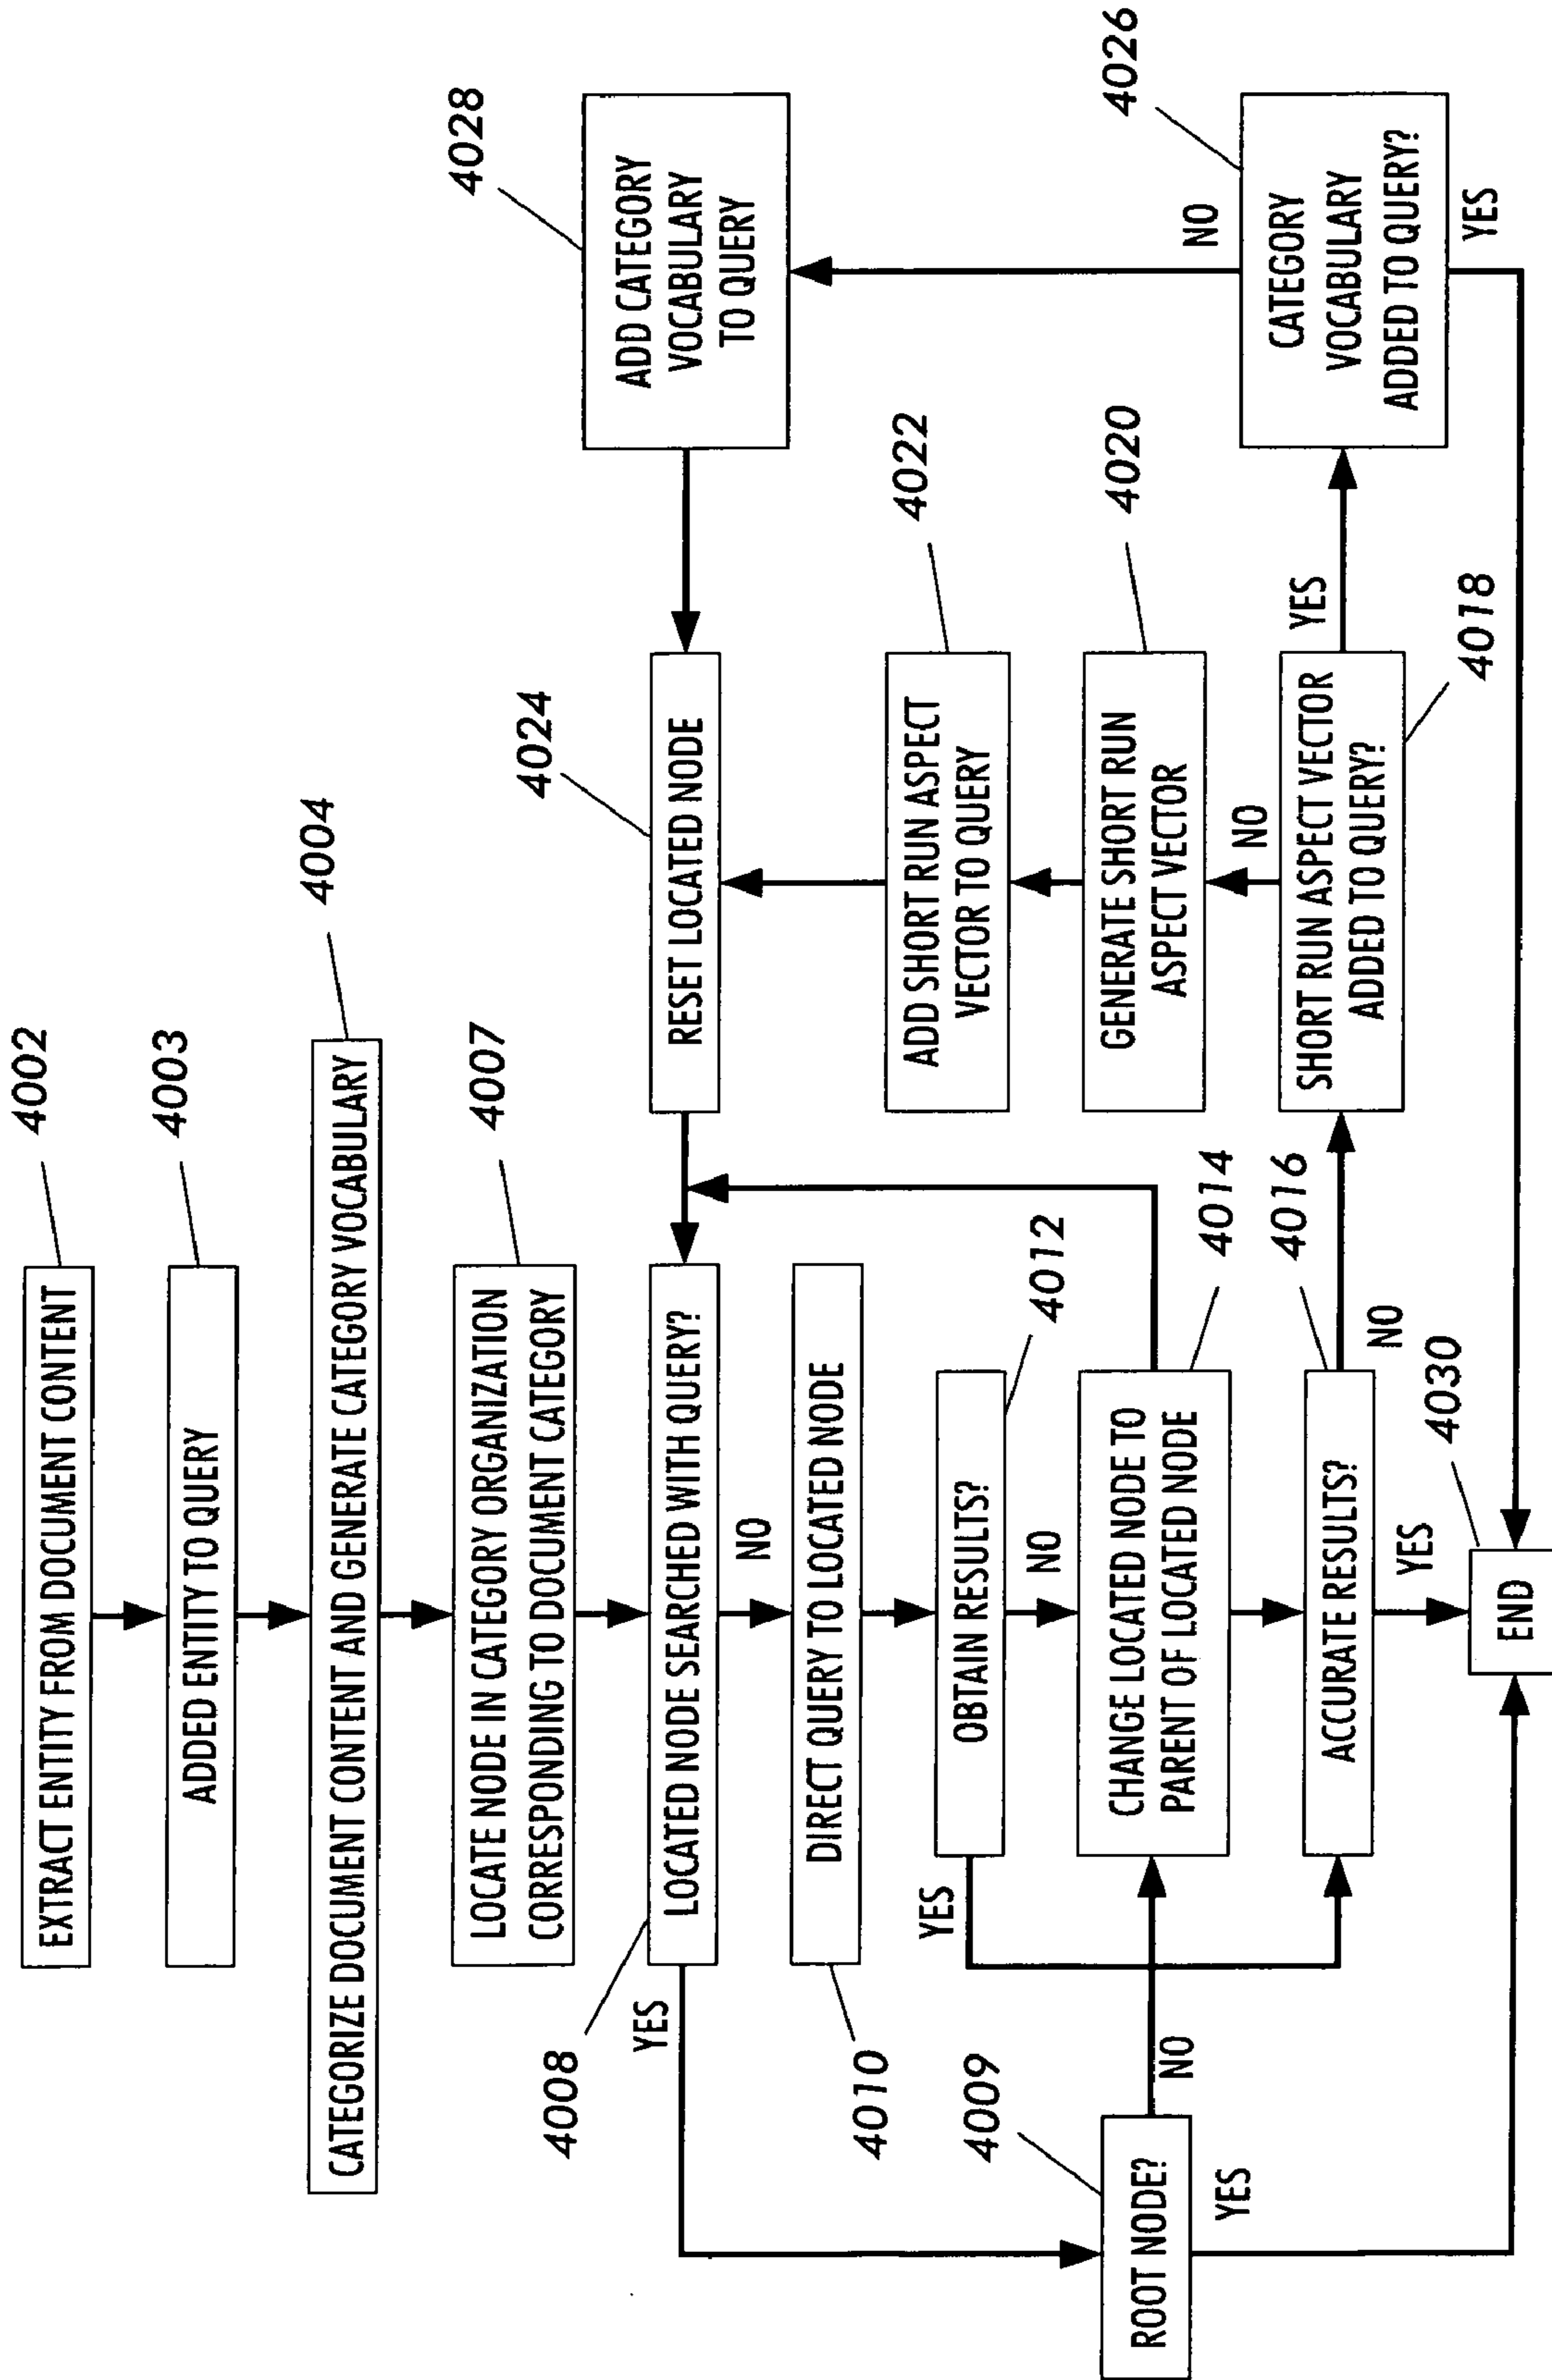 4002
EXTRACT ENTITY FROM DOCUMENT CONTENT
4003
ADDED ENTITY TO QUERY
4004
CATEGORIZE DOCUMENT CONTENT AND GENERATE CATEGORY VOCABULARY
4007
LOCATE NODE IN CATEGORY ORGANIZATION
CORRESPONDING TO DOCUMENT CATEGORY
4008
LOCATED NODE SEARCHED WITH QUERY?
YES
NO
4010
DIRECT QUERY TO LOCATED NODE
4012
OBTAIN RESULTS?
YES
NO
4009
ROOT NODE?
NO
YES
4014
CHANGE LOCATED NODE TO
PARENT OF LOCATED NODE
4016
ACCURATE RESULTS?
NO
YES
4030
END
4024
RESET LOCATED NODE
4022
ADD SHORT RUN ASPECT
VECTOR TO QUERY
4020
GENERATE SHORT RUN
ASPECT VECTOR
NO
4018
SHORT RUN ASPECT VECTOR
ADDED TO QUERY?
YES
4028
ADD CATEGORY
VOCABULARY
TO QUERY
NO
4026
CATEGORY
VOCABULARY
ADDED TO QUERY?
YES